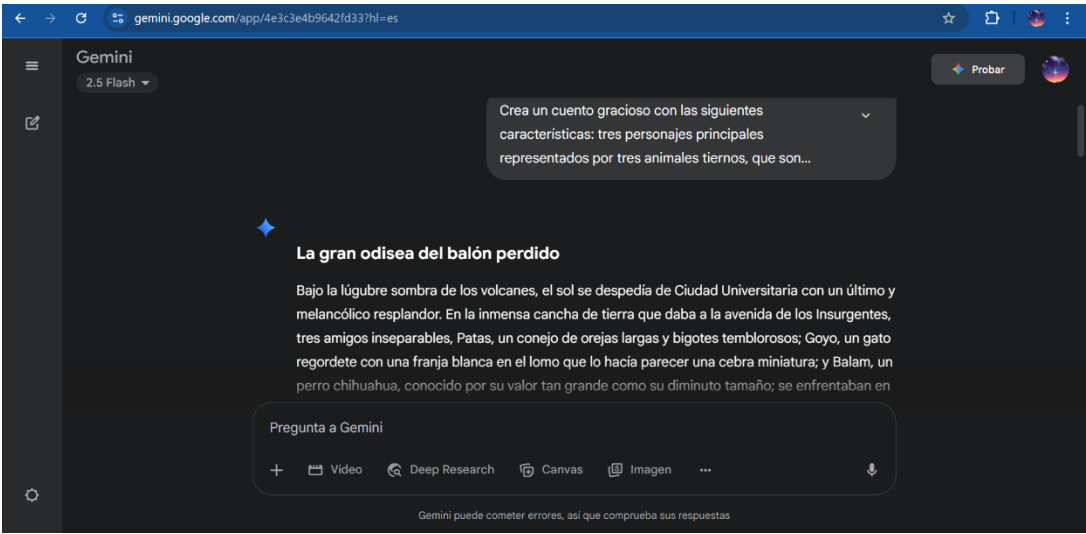 gemini.google.com/app/4e3c3e4b9642fd33?hl=es
Gemini
2.5 Flash
Probar
Crea un cuento gracioso con las siguientes
características: tres personajes principales
representados por tres animales tiernos, que son...
La gran odisea del balón perdido
Bajo la lúgubre sombra de los volcanes, el sol se despedía de Ciudad Universitaria con un último y
melancólico resplandor. En la inmensa cancha de tierra que daba a la avenida de los Insurgentes,
tres amigos inseparables, Patas, un conejo de orejas largas y bigotes temblorosos; Goyo, un gato
regordete con una franja blanca en el lomo que lo hacía parecer una cebra miniatura; y Balam, un
perro chihuahua, conocido por su valor tan grande como su diminuto tamaño; se enfrentaban en
Pregunta a Gemini
Video
Deep Research
Canvas
Imagen
Gemini puede cometer errores, así que comprueba sus respuestas